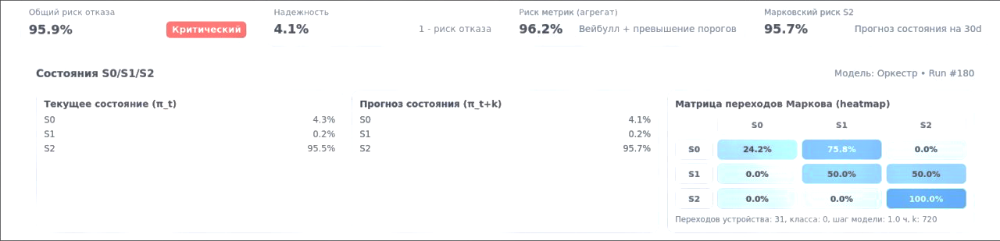 Общий риск отказа
95.9% Критический
Надежность
4.1% 1 - риск отказа
Риск метрик (агрегат)
96.2% Вейбулл + превышение порогов
Марковский риск S2
95.7% Прогноз состояния на 30d
Состояния S0/S1/S2 Модель: Оркестр • Run #180
Текущее состояние (π_t)
S0 4.3%
S1 0.2%
S2 95.5%
Прогноз состояния (π_t+k)
S0 4.1%
S1 0.2%
S2 95.7%
Матрица переходов Маркова (heatmap)
S0 S1 S2
S0 24.2% 75.8% 0.0%
S1 0.0% 50.0% 50.0%
S2 0.0% 0.0% 100.0%
Переходов устройства: 31, класса: 0, шаг модели: 1.0 ч, k: 720